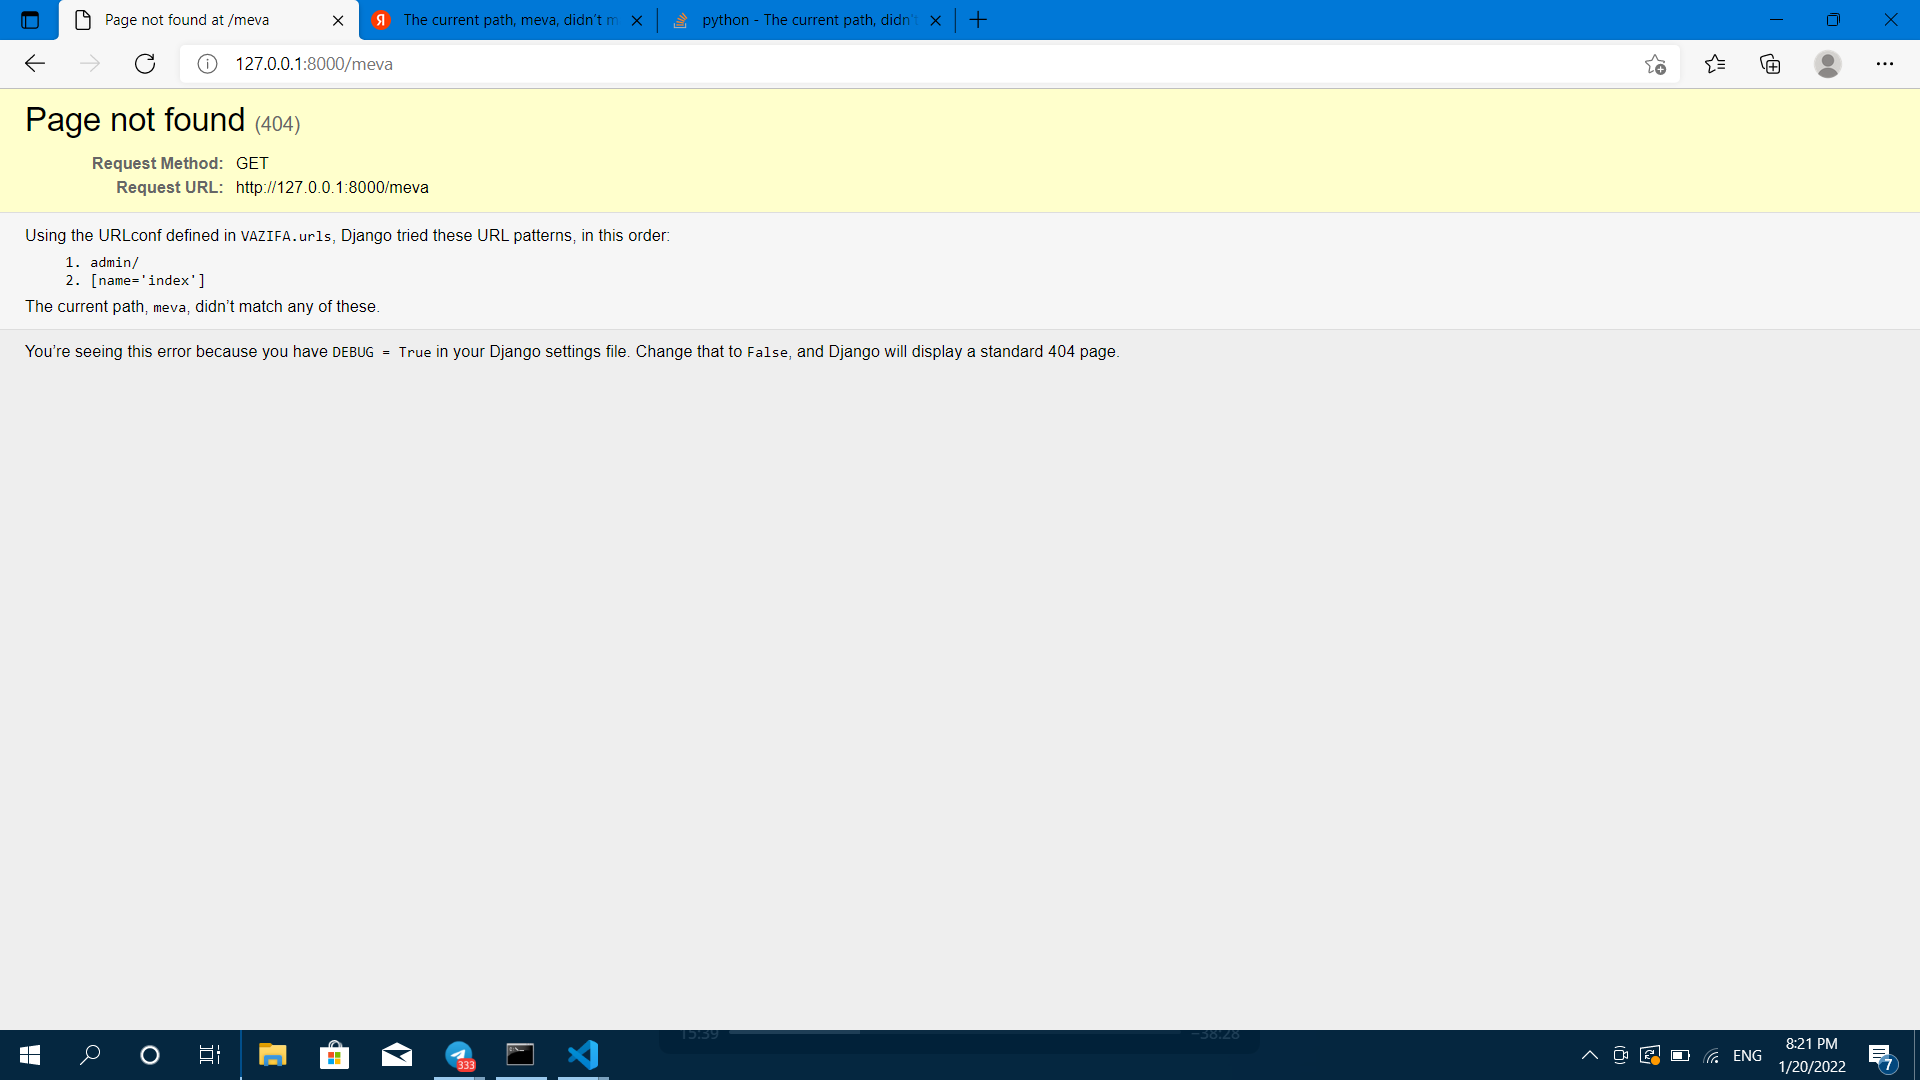 Page not found at /meva
The current path, meva, didn't m
python - The current path, didn'
127.0.0.1:8000/meva
Page not found (404)
Request Method: GET
Request URL: http://127.0.0.1:8000/meva
Using the URLconf defined in VAZIFA.urls, Django tried these URL patterns, in this order:
1. admin/
2. [name='index']
The current path, meva, didn’t match any of these.
You’re seeing this error because you have DEBUG = True in your Django settings file. Change that to False, and Django will display a standard 404 page.
15:39
-38:28
333
ENG
8:21 PM
1/20/2022
7